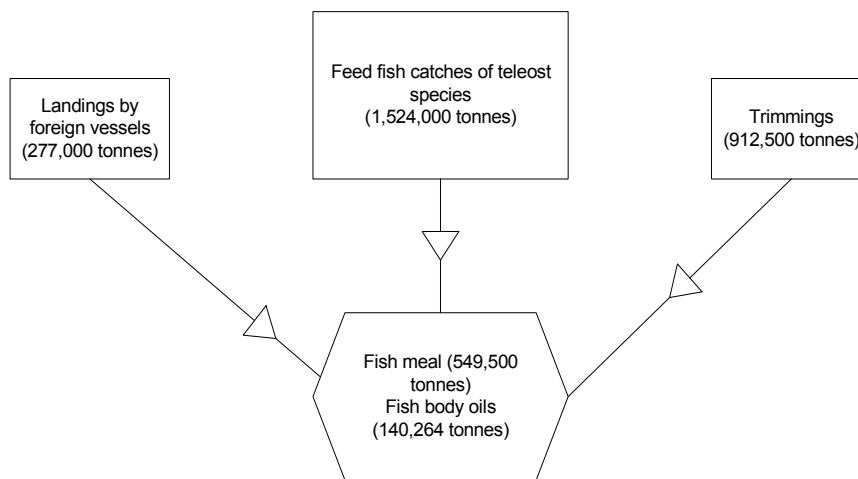 Landings by
foreign vessels
(277,000 tonnes)
Feed fish catches of teleost
species
(1,524,000 tonnes)
Trimmings
(912,500 tonnes)
Fish meal (549,500
tonnes)
Fish body oils
(140,264 tonnes)